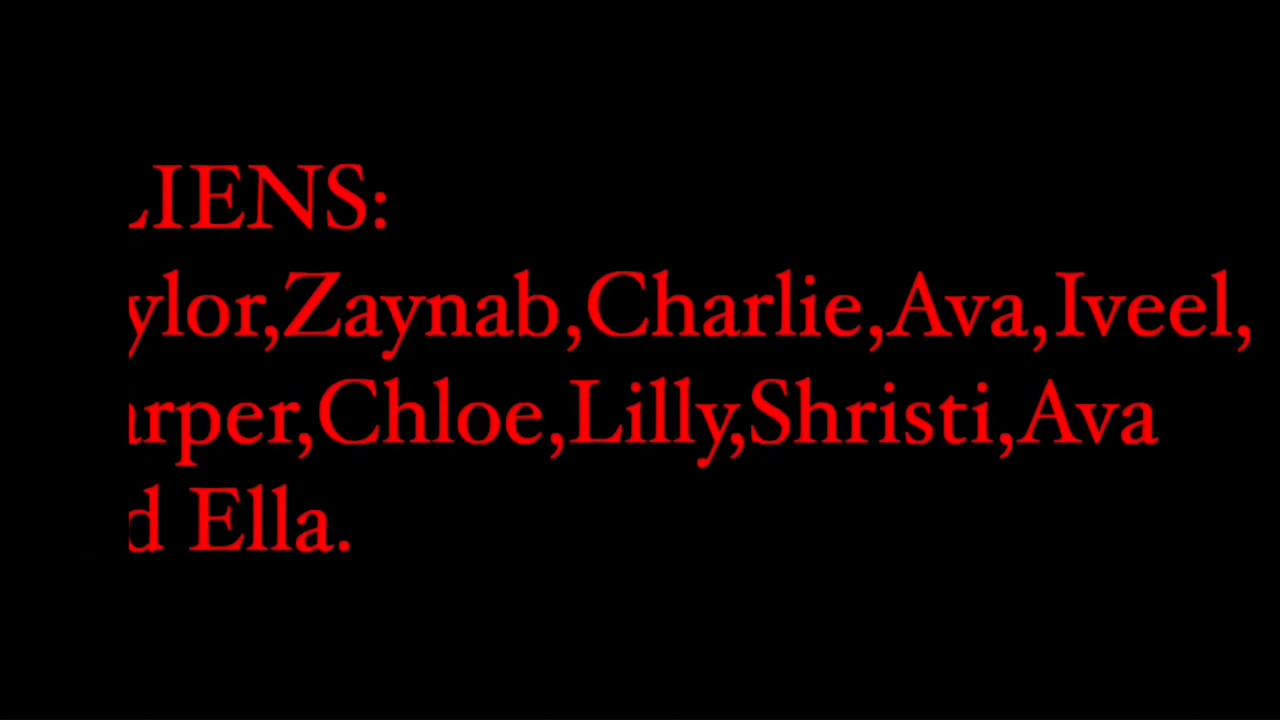 LIENS:
ylor,Zaynab,Charlie,Ava,Iveel,
arper,Chloe,Lilly,Shristi,Ava
d Ella.